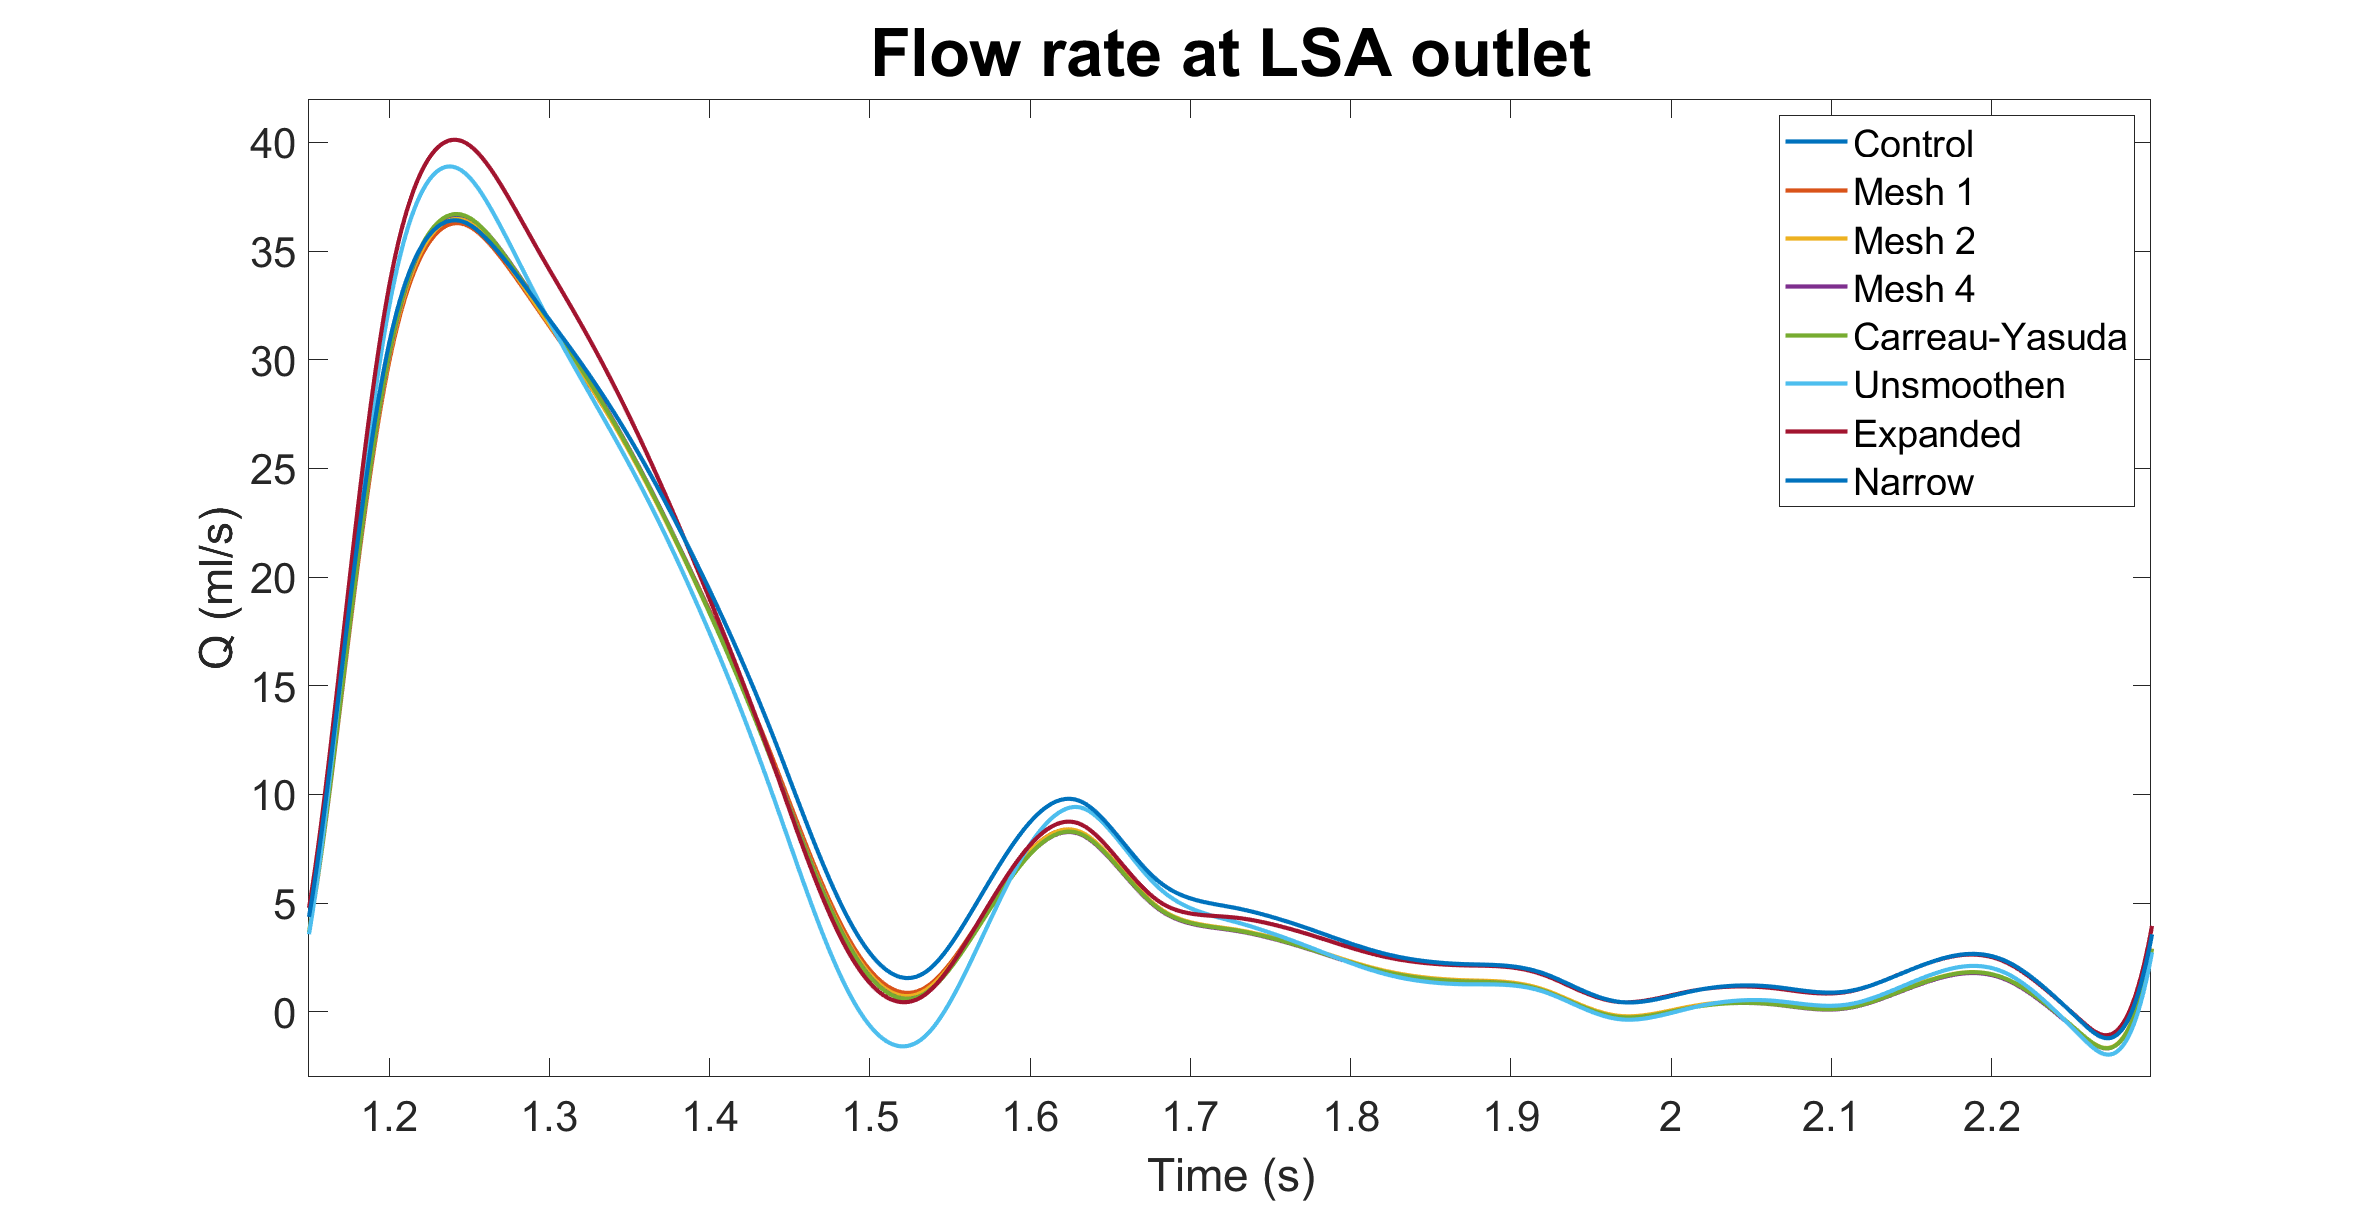 Flow rate at LSA outlet
40
35
30
25
20
15
10
5
0
Q (ml/s)
Control
Mesh 1
Mesh 2
Mesh 4
Carreau-Yasuda
Unsmoothen
Expanded
Narrow
1.2 1.3 1.4 1.5 1.6 1.7 1.8 1.9 2 2.1 2.2
Time (s)